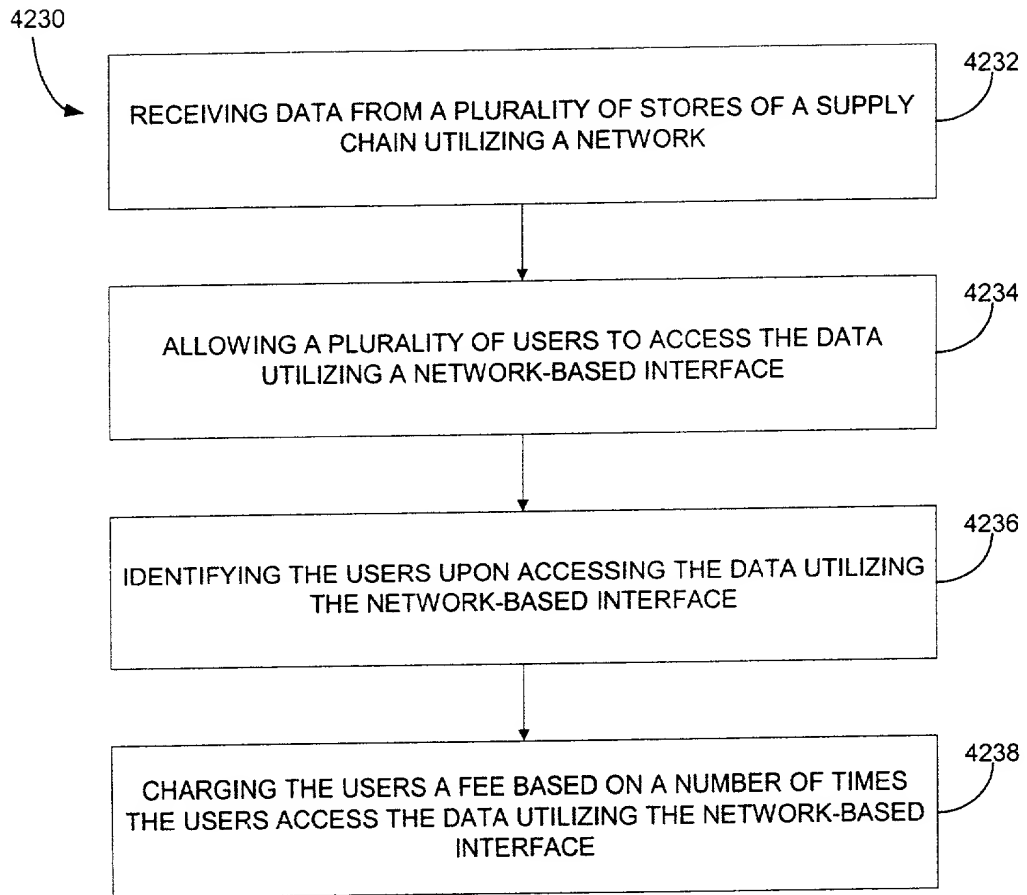 4230
4232
RECEIVING DATA FROM A PLURALITY OF STORES OF A SUPPLY
CHAIN UTILIZING A NETWORK
4234
ALLOWING A PLURALITY OF USERS TO ACCESS THE DATA
UTILIZING A NETWORK-BASED INTERFACE
4236
IDENTIFYING THE USERS UPON ACCESSING THE DATA UTILIZING
THE NETWORK-BASED INTERFACE
4238
CHARGING THE USERS A FEE BASED ON A NUMBER OF TIMES
THE USERS ACCESS THE DATA UTILIZING THE NETWORK-BASED
INTERFACE